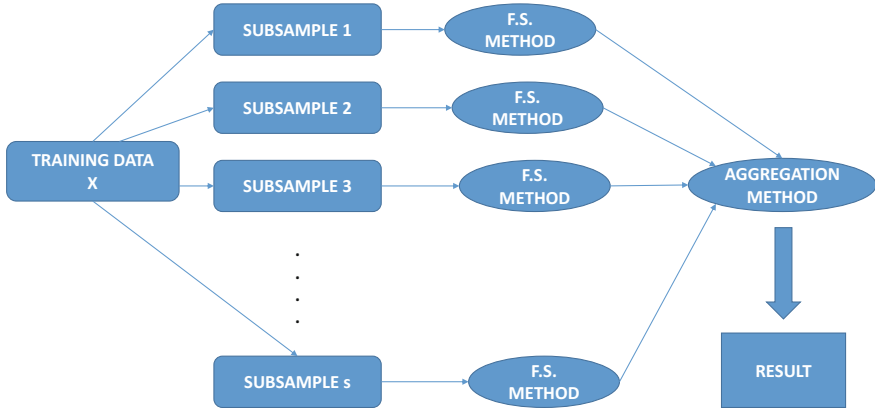 SUBSAMPLE 1
F.S.
METHOD
SUBSAMPLE 2
F.S.
METHOD
TRAINING DATA
X
SUBSAMPLE 3
F.S.
METHOD
AGGREGATION
METHOD
.
.
.
.
SUBSAMPLE s
F.S.
METHOD
RESULT